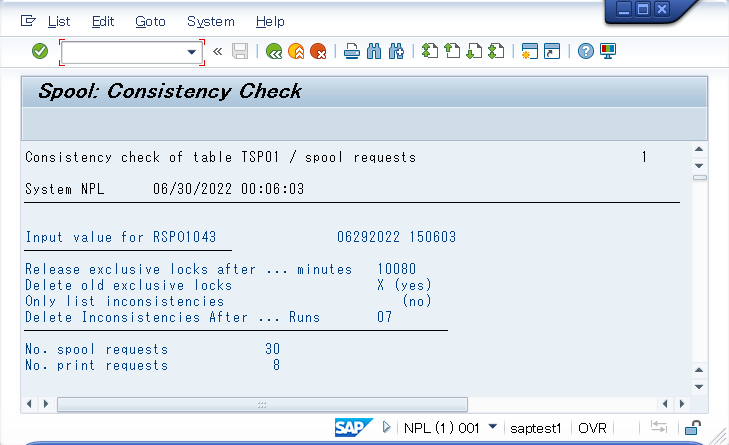 List Edit Goto System Help
Spool: Consistency Check
Consistency check of table TSP01 / spool requests 1
System NPL 06/30/2022 00:06:03
Input value for RSPO1043 06292022 150603
Release exclusive locks after ... minutes 10080
Delete old exclusive locks X (yes)
Only list inconsistencies (no)
Delete Inconsistencies After ... Runs 07
No. spool requests 30
No. print requests 8
SAP NPL (1) 001 saptest1 OVR